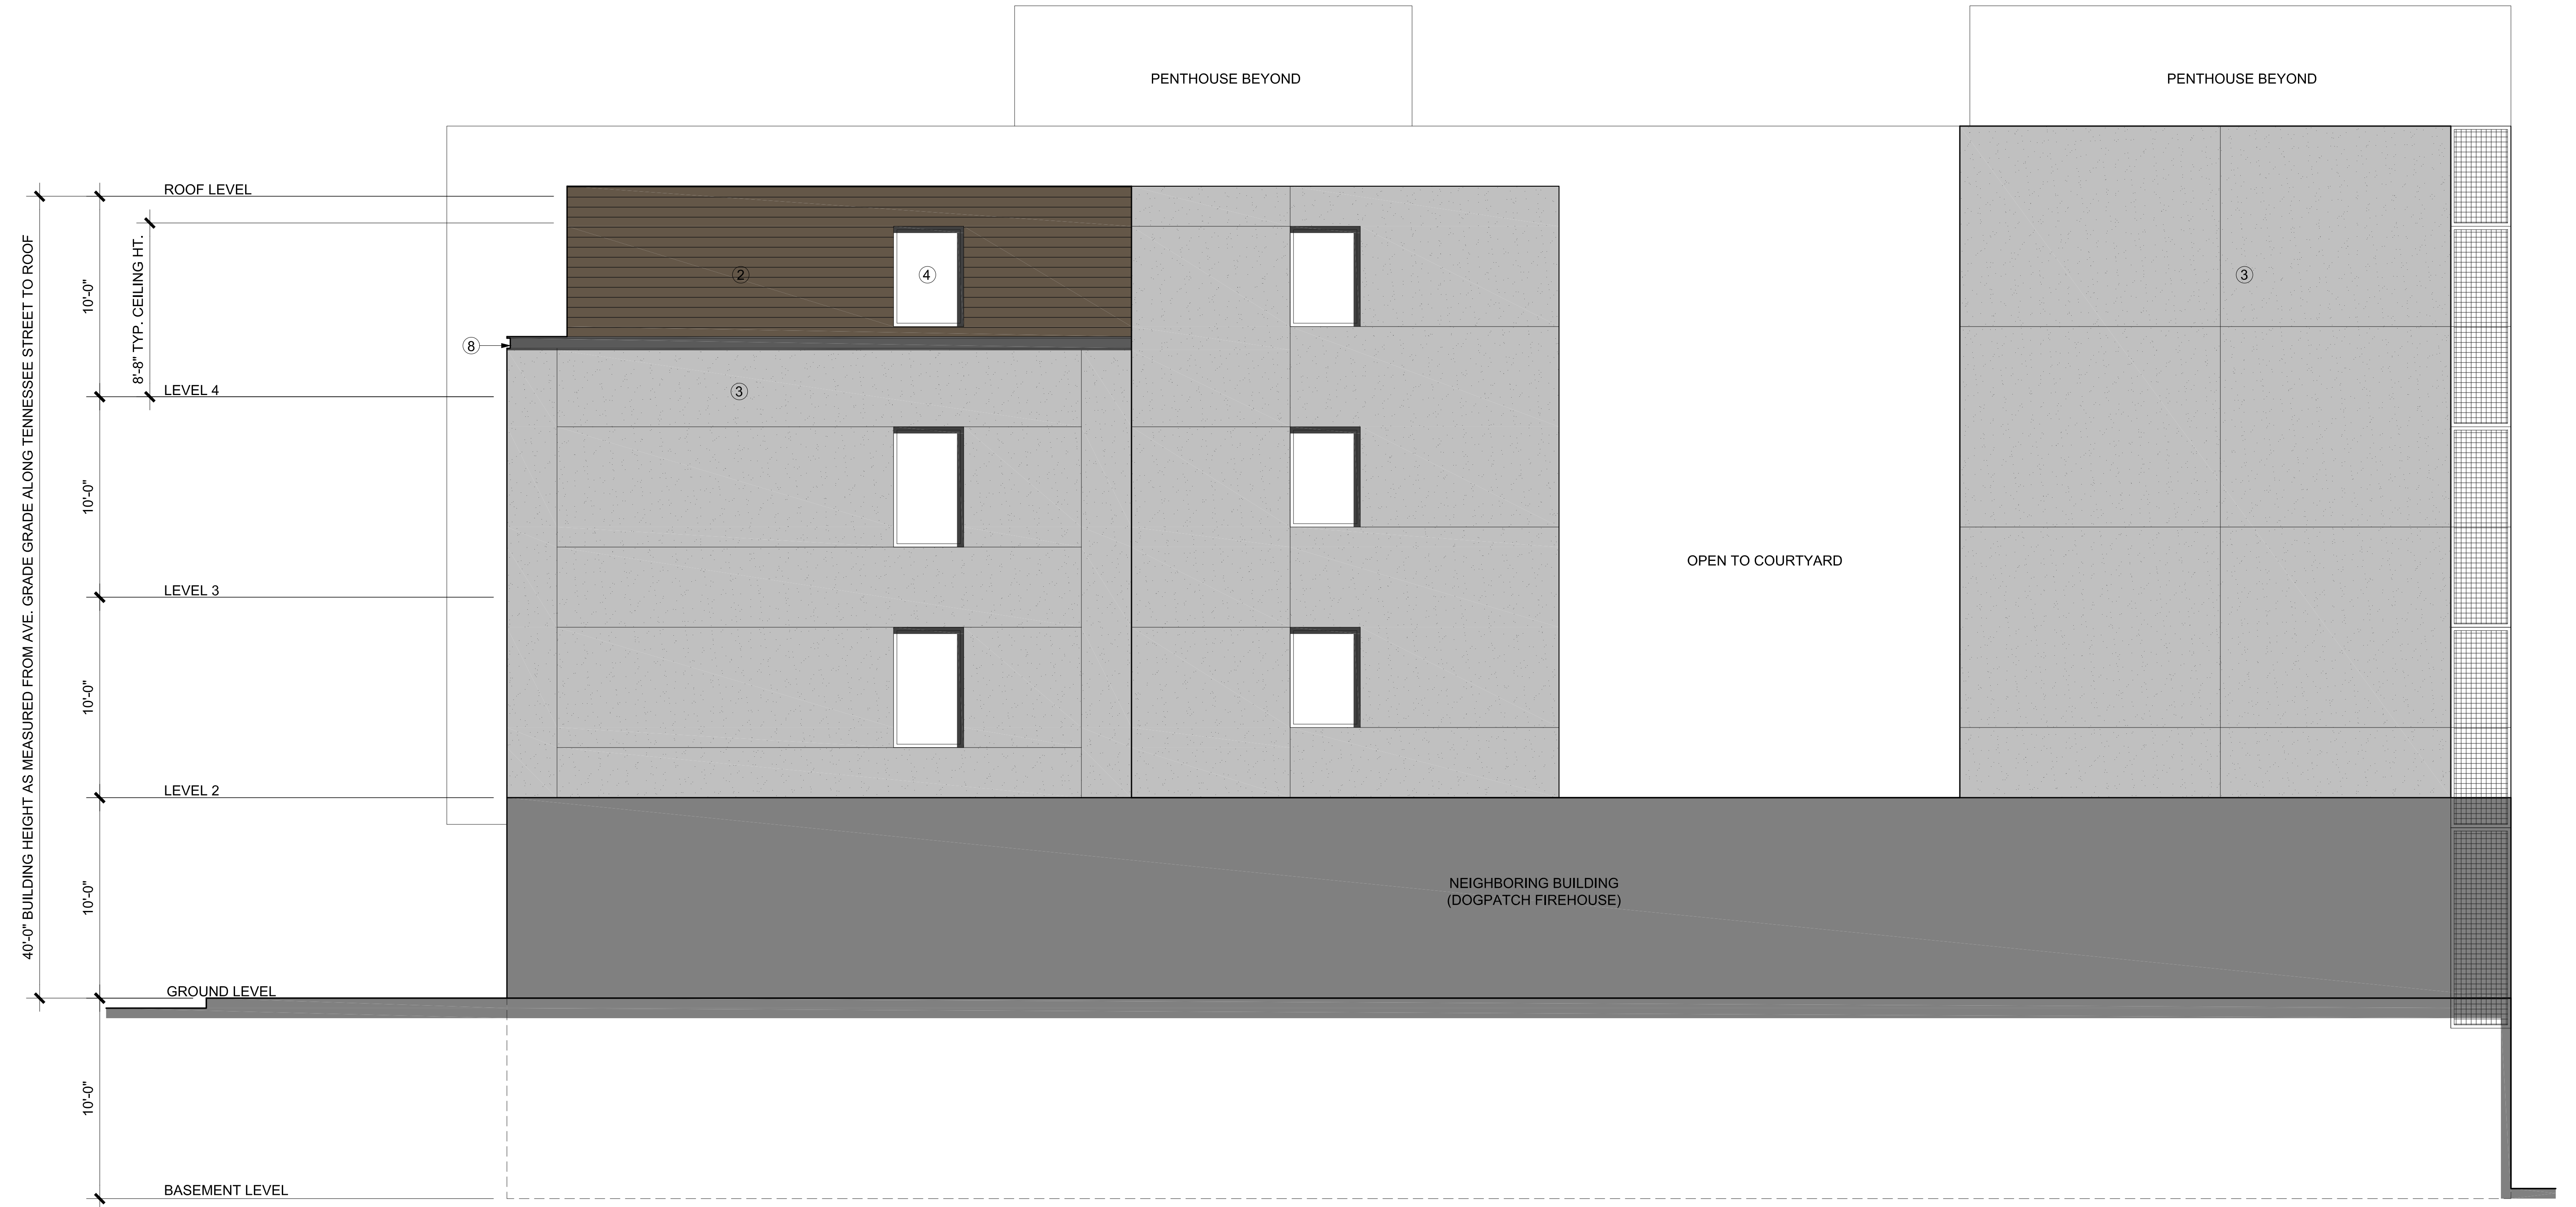 PENTHOUSE BEYOND
PENTHOUSE BEYOND
ROOF LEVEL
40'-0" BUILDING HEIGHT AS MEASURED FROM AVE. GRADE GRADE ALONG TENNESSEE STREET TO ROOF
10'-0"
8'-8" TYP. CEILING HT.
2
4
3
8
LEVEL 4
3
10'-0"
OPEN TO COURTYARD
LEVEL 3
10'-0"
LEVEL 2
10'-0"
NEIGHBORING BUILDING
(DOGPATCH FIREHOUSE)
GROUND LEVEL
10'-0"
BASEMENT LEVEL